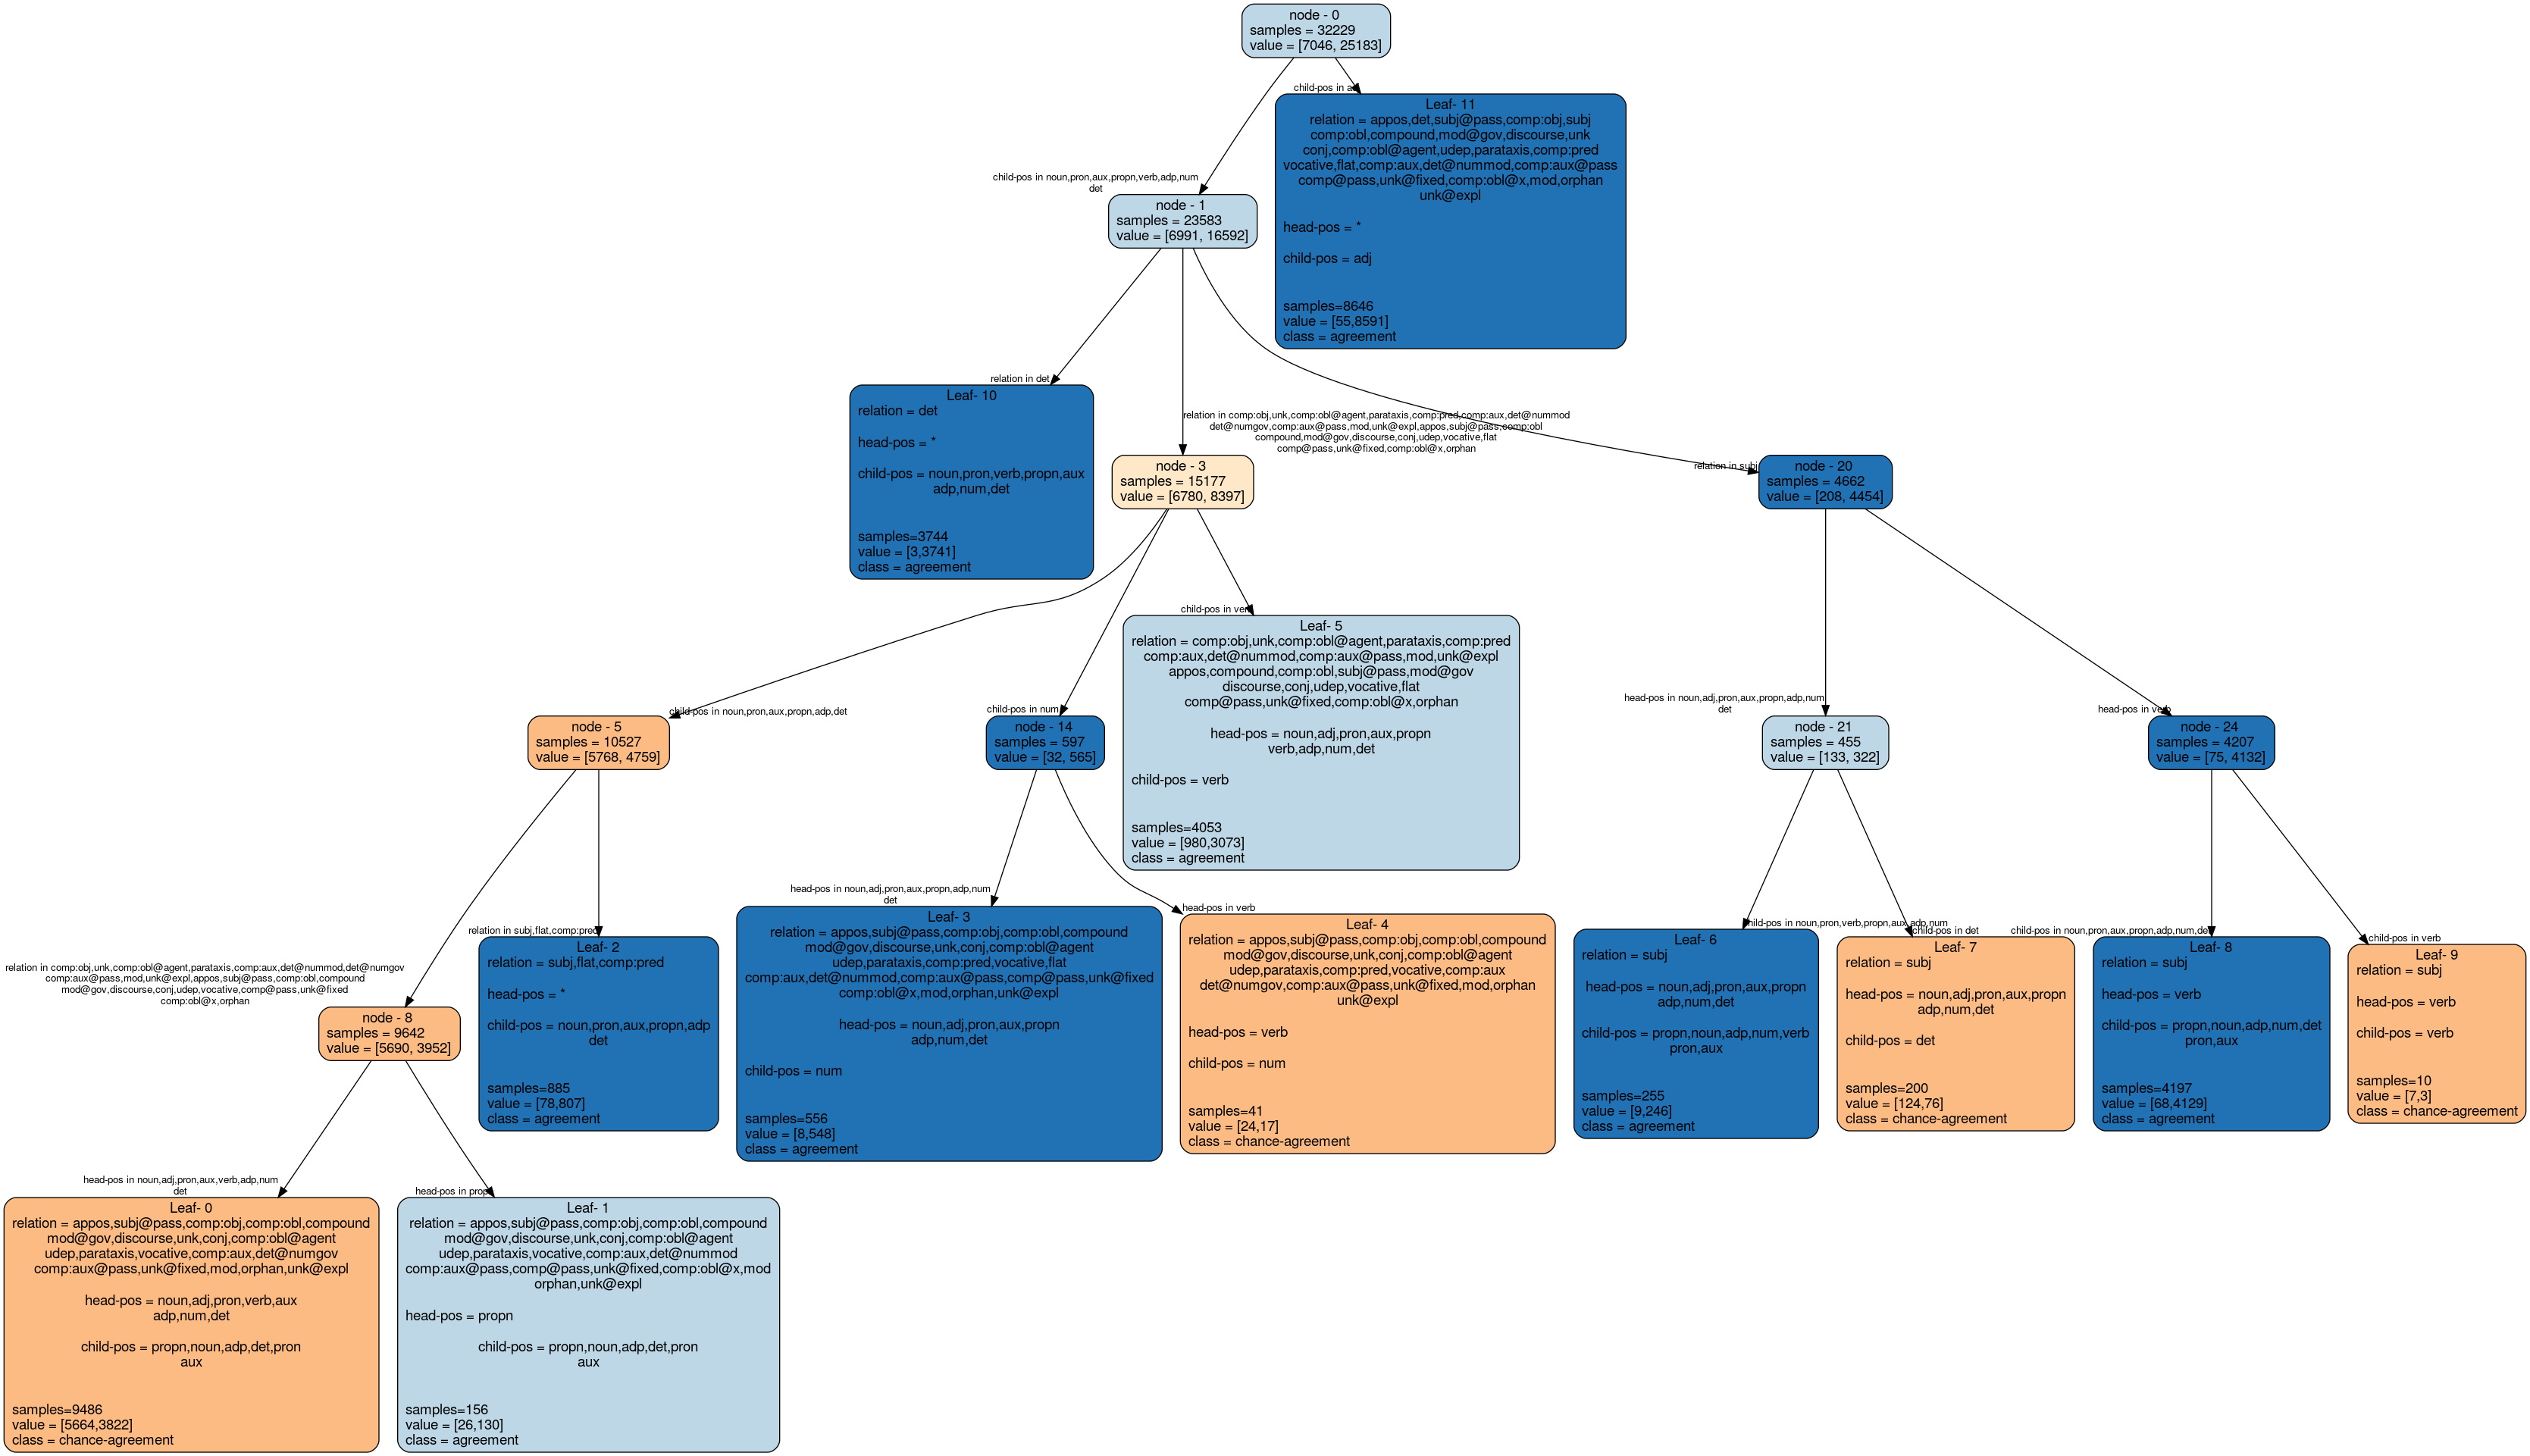 node - 0
samples = 32229
value = [7046, 25183]
child-pos in
Leaf- 11
relation = appos,det,subj@pass,comp:obj,subj
comp:obl,compound,mod@gov,discourse,unk
conj,comp:obl@agent,udep,parataxis,comp:pred
vocative,flat,comp:aux,det@nummod,comp:aux@pass
comp@pass,unk@fixed,comp:obl@x,mod,orphan
unk@expl
head-pos = *
child-pos = adj
samples=8646
value = [55,8591]
class = agreement
child-pos in noun,pron,aux,propn,verb,adp,num
det
node - 1
samples = 23583
value = [6991, 16592]
relation in det
Leaf- 10
relation = det
head-pos = *
child-pos = noun,pron,verb,propn,aux
adp,num,det
samples=3744
value = [3,3741]
class = agreement
relation in comp:obj,unk,comp:obl@agent,parataxis,comp:pred,comp:aux,det@nummod
det@numgov,comp:aux@pass,mod,unk@expl,appos,subj@pass,comp:obl
compound,mod@gov,discourse,conj,udep,vocative,flat
comp@pass,unk@fixed,comp:obl@x,orphan
node - 3
samples = 15177
value = [6780, 8397]
relation in subj
node - 20
samples = 4662
value = [208, 4454]
child-pos in verb
Leaf- 5
relation = comp:obj,unk,comp:obl@agent,parataxis,comp:pred
comp:aux,det@nummod,comp:aux@pass,mod,unk@expl
appos,compound,comp:obl,subj@pass,mod@gov
discourse,conj,udep,vocative,flat
comp@pass,unk@fixed,comp:obl@x,orphan
head-pos = noun,adj,pron,aux,propn
verb,adp,num,det
child-pos = verb
samples=4053
value = [980,3073]
class = agreement
child-pos in noun,pron,aux,propn,adp,det
node - 5
samples = 10527
value = [5768, 4759]
child-pos in num
node - 14
samples = 597
value = [32, 565]
head-pos in noun,adj,pron,aux,propn,adp,num
det
node - 21
samples = 455
value = [133, 322]
head-pos in verb
node - 24
samples = 4207
value = [75, 4132]
relation in comp:obj,unk,comp:obl@agent,parataxis,comp:aux,det@nummod,det@numgov
comp:aux@pass,mod,unk@expl,appos,subj@pass,comp:obl,compound
mod@gov,discourse,conj,udep,vocative,comp@pass,unk@fixed
comp:obl@x,orphan
node - 8
samples = 9642
value = [5690, 3952]
relation in subj,flat,comp:pred
Leaf- 2
relation = subj,flat,comp:pred
head-pos = *
child-pos = noun,pron,aux,propn,adp
det
samples=885
value = [78,807]
class = agreement
head-pos in noun,adj,pron,aux,propn,adp,num
det
Leaf- 3
relation = appos,subj@pass,comp:obj,comp:obl,compound
mod@gov,discourse,unk,conj,comp:obl@agent
udep,parataxis,comp:pred,vocative,flat
comp:aux,det@nummod,comp:aux@pass,comp@pass,unk@fixed
comp:obl@x,mod,orphan,unk@expl
head-pos = noun,adj,pron,aux,propn
adp,num,det
child-pos = num
samples=556
value = [8,548]
class = agreement
head-pos in verb
Leaf- 4
relation = appos,subj@pass,comp:obj,comp:obl,compound
mod@gov,discourse,unk,conj,comp:obl@agent
udep,parataxis,comp:pred,vocative,comp:aux
det@numgov,comp:aux@pass,unk@fixed,mod,orphan
unk@expl
head-pos = verb
child-pos = num
samples=41
value = [24,17]
class = chance-agreement
child-pos in noun,pron,verb,propn,aux,adp,num
Leaf- 6
relation = subj
head-pos = noun,adj,pron,aux,propn
adp,num,det
child-pos = propn,noun,adp,num,verb
pron,aux
samples=255
value = [9,246]
class = agreement
child-pos in det
Leaf- 7
relation = subj
head-pos = noun,adj,pron,aux,propn
adp,num,det
child-pos = det
samples=200
value = [124,76]
class = chance-agreement
child-pos in noun,pron,aux,propn,adp,num,det
Leaf- 8
relation = subj
head-pos = verb
child-pos = propn,noun,adp,num,det
pron,aux
samples=4197
value = [68,4129]
class = agreement
child-pos in verb
Leaf- 9
relation = subj
head-pos = verb
child-pos = verb
samples=10
value = [7,3]
class = chance-agreement
head-pos in noun,adj,pron,aux,verb,adp,num
det
Leaf- 0
relation = appos,subj@pass,comp:obj,comp:obl,compound
mod@gov,discourse,unk,conj,comp:obl@agent
udep,parataxis,vocative,comp:aux,det@numgov
comp:aux@pass,unk@fixed,mod,orphan,unk@expl
head-pos = noun,adj,pron,verb,aux
adp,num,det
child-pos = propn,noun,adp,det,pron
aux
samples=9486
value = [5664,3822]
class = chance-agreement
head-pos in propn
Leaf- 1
relation = appos,subj@pass,comp:obj,comp:obl,compound
mod@gov,discourse,unk,conj,comp:obl@agent
udep,parataxis,vocative,comp:aux,det@nummod
comp:aux@pass,comp@pass,unk@fixed,comp:obl@x,mod
orphan,unk@expl
head-pos = propn
child-pos = propn,noun,adp,det,pron
aux
samples=156
value = [26,130]
class = agreement